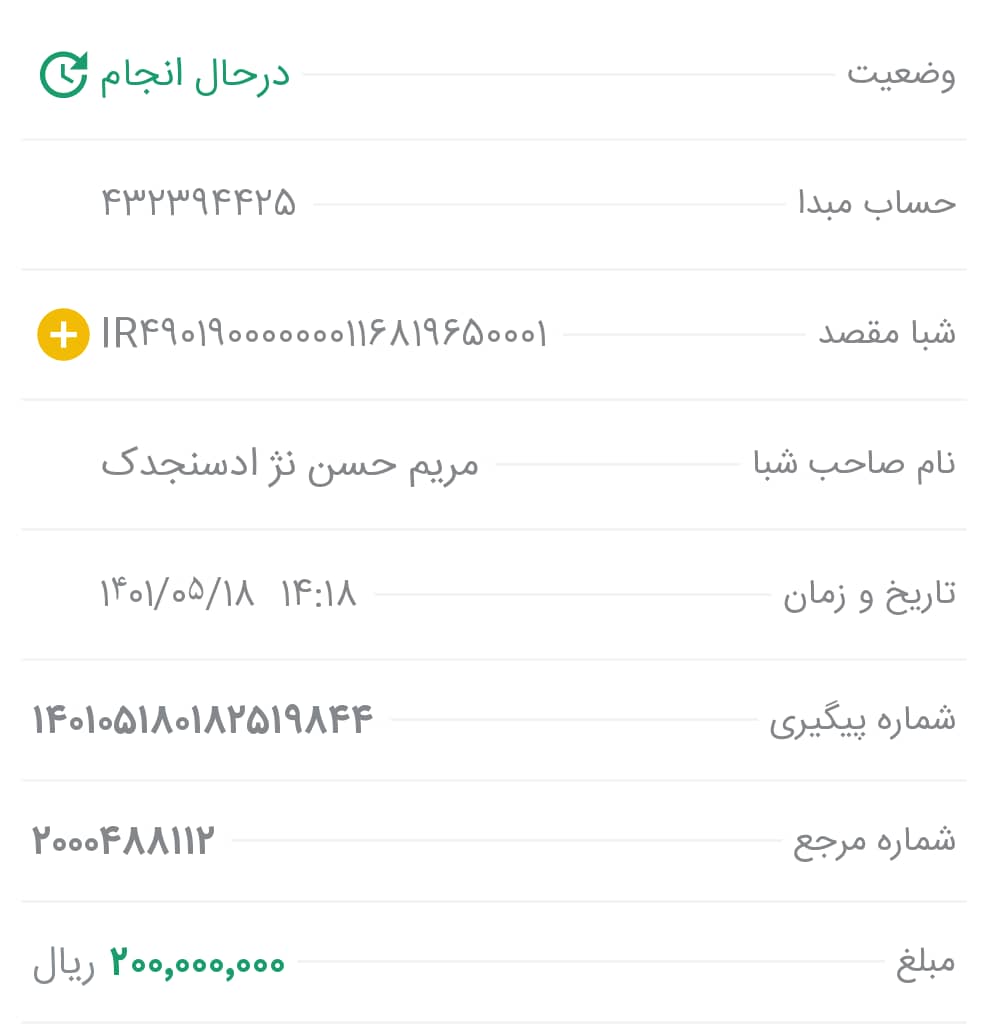 وضعیت درحال انجام
حساب مبدا ۴۳۲۳۹۴۴۲۵
شبا مقصد IR۴۹۰۱۹۰۰۰۰۰۰۰۱۱۶۸۱۹۶۵۰۰۰۱
نام صاحب شبا مریم حسن نژ ادسنجدک
تاریخ و زمان ۱۴:۱۸ ۱۴۰۱/۰۵/۱۸
شماره پیگیری ۱۴۰۱۰۵۱۸۰۱۸۲۵۱۹۸۴۴
شماره مرجع ۲۰۰۰۴۸۸۱۱۲
مبلغ ۲۰۰,۰۰۰,۰۰۰ ریال